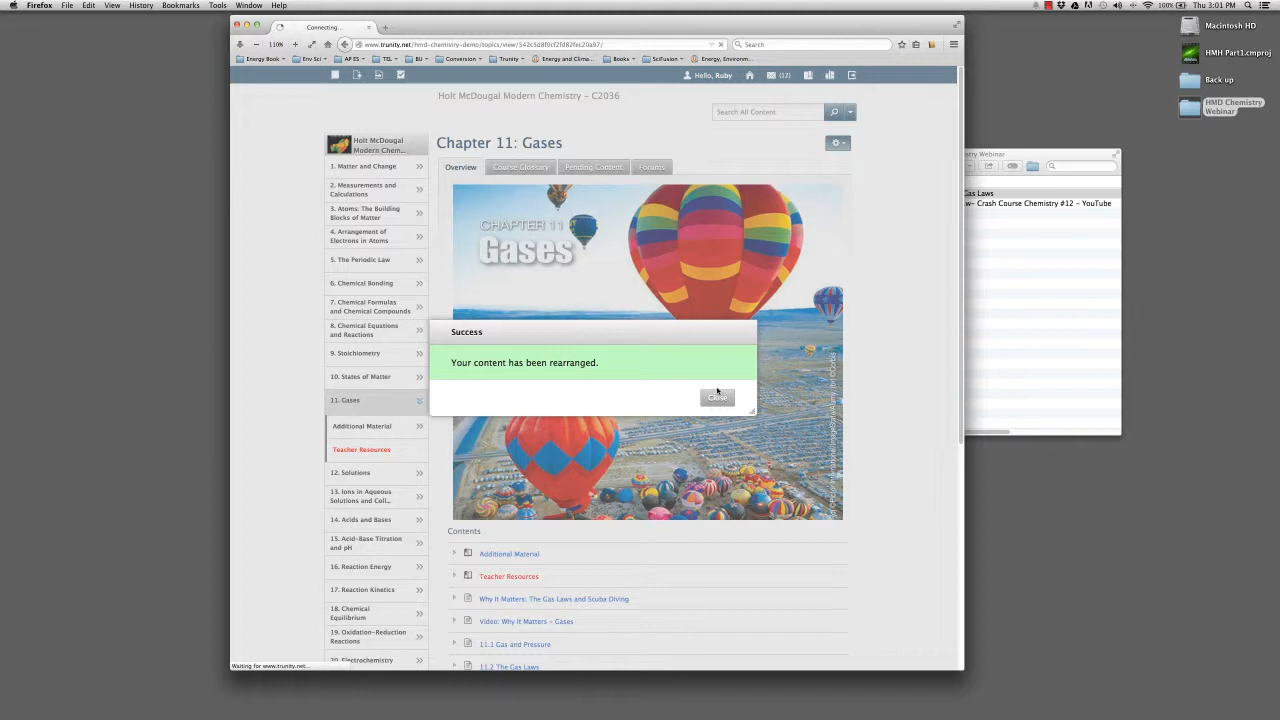 Firefox File Edit View History Bookmarks Tools Window Help
100% Fri Mar 7 3:01 PM
Connecting...
110%
www.trunity.net/hmd-chemistry-demo/topics/view/542c5d8f0cf2fd82fec20a97/
Search
Energy Book Env Sci AP ES TEL BU Conversion Trunity Energy and Clima... Books SciFusion Energy, Environm...
Hello, Ruby (12)
Holt McDougal Modern Chemistry – C2036
Search All Content
Holt McDougal
Modern Chem...
Chapter 11: Gases
Overview Course Glossary Pending Content Forums
1. Matter and Change
2. Measurements and
Calculations
3. Atoms: The Building
Blocks of Matter
4. Arrangement of
Electrons in Atoms
5. The Periodic Law
6. Chemical Bonding
7. Chemical Formulas
and Chemical Compounds
8. Chemical Equations
and Reactions
9. Stoichiometry
10. States of Matter
11. Gases
Additional Material
Teacher Resources
12. Solutions
13. Ions in Aqueous
Solutions and Coll...
14. Acids and Bases
15. Acid-Base Titration
and pH
16. Reaction Energy
17. Reaction Kinetics
18. Chemical
Equilibrium
19. Oxidation-Reduction
Reactions
20. Electrochemistry
CHAPTER 11
Gases
Success
Your content has been rearranged.
Close
Contents
Additional Material
Teacher Resources
Why It Matters: The Gas Laws and Scuba Diving
Video: Why It Matters – Gases
11.1 Gas and Pressure
11.2 The Gas Laws
Waiting for www.trunity.net...
stry Webinar
Gas Laws
w- Crash Course Chemistry #12 – YouTube
Macintosh HD
HMH Part1.cmproj
Back up
HMD Chemistry
Webinar